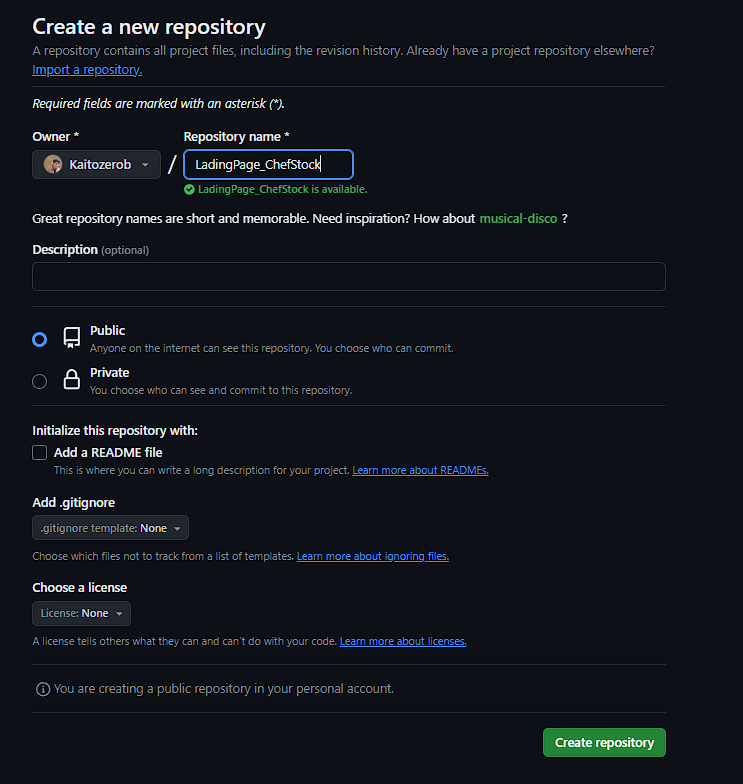 Create a new repository
A repository contains all project files, including the revision history. Already have a project repository elsewhere?
Import a repository.
Required fields are marked with an asterisk (*).
Owner * Repository name *
Kaitozerob / LadingPage_ChefStock
LadingPage_ChefStock is available.
Great repository names are short and memorable. Need inspiration? How about musical-disco ?
Description (optional)
Public
Anyone on the internet can see this repository. You choose who can commit.
Private
You choose who can see and commit to this repository.
Initialize this repository with:
Add a README file
This is where you can write a long description for your project. Learn more about READMEs.
Add .gitignore
.gitignore template: None
Choose which files not to track from a list of templates. Learn more about ignoring files.
Choose a license
License: None
A license tells others what they can and can't do with your code. Learn more about licenses.
You are creating a public repository in your personal account.
Create repository